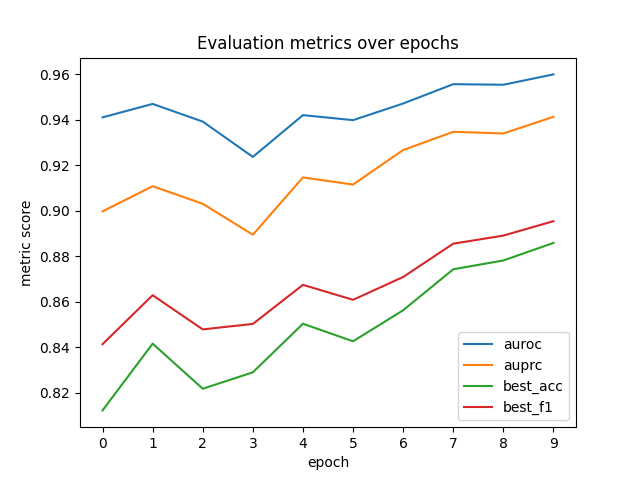 Evaluation metrics over epochs
metric score
0.96
0.94
0.92
0.90
0.88
0.86
0.84
0.82
auroc
auprc
best_acc
best_f1
0 1 2 3 4 5 6 7 8 9
epoch